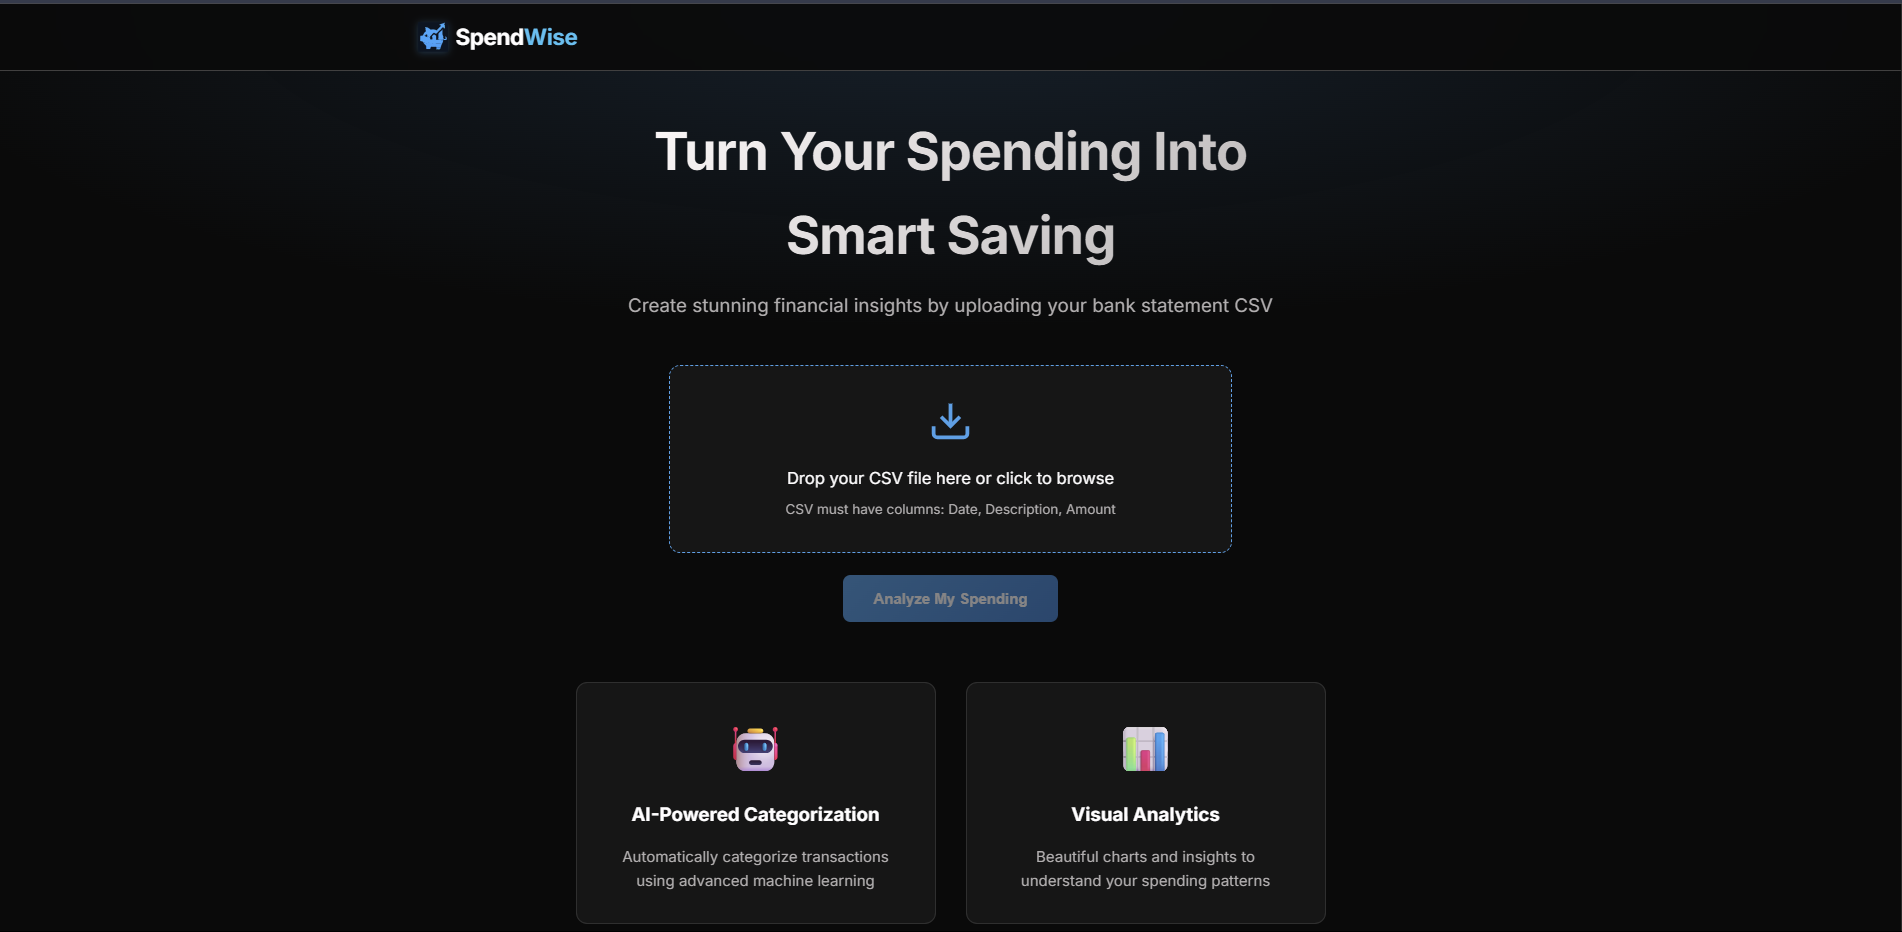 SpendWise
Turn Your Spending Into
Smart Saving
Create stunning financial insights by uploading your bank statement CSV
Drop your CSV file here or click to browse
CSV must have columns: Date, Description, Amount
Analyze My Spending
AI-Powered Categorization
Automatically categorize transactions
using advanced machine learning
Visual Analytics
Beautiful charts and insights to
understand your spending patterns